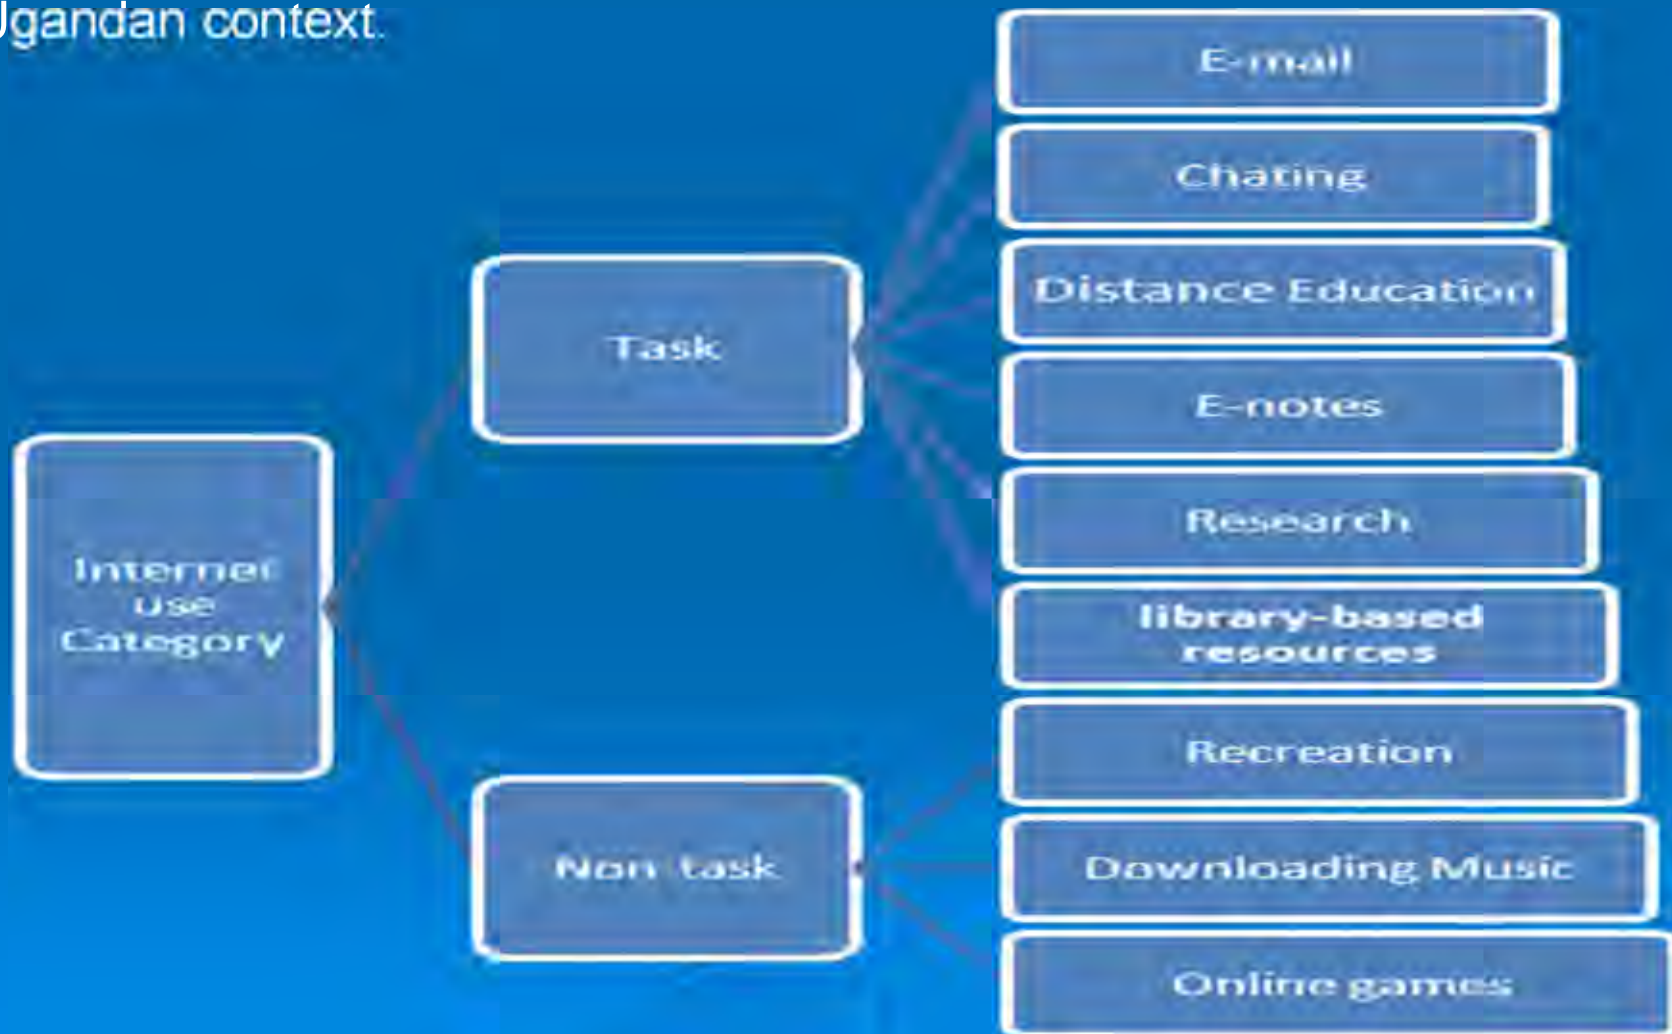 Ugandan context.
E-mail
Chating
Distance Education
Task
E-notes
Research
Internet
use
Category
library-based
resources
Recreation
Non-task
Downloading Music
Online games